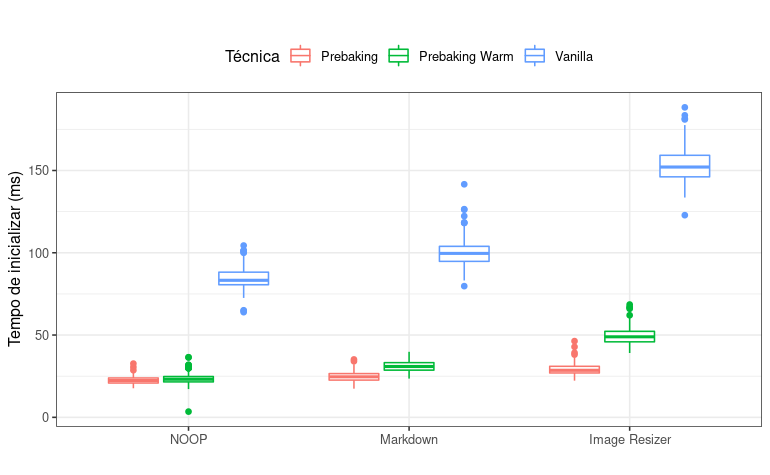 Técnica Prebaking Prebaking Warm Vanilla
Tempo de inicializar (ms)
150
100
50
0
NOOP Markdown Image Resizer